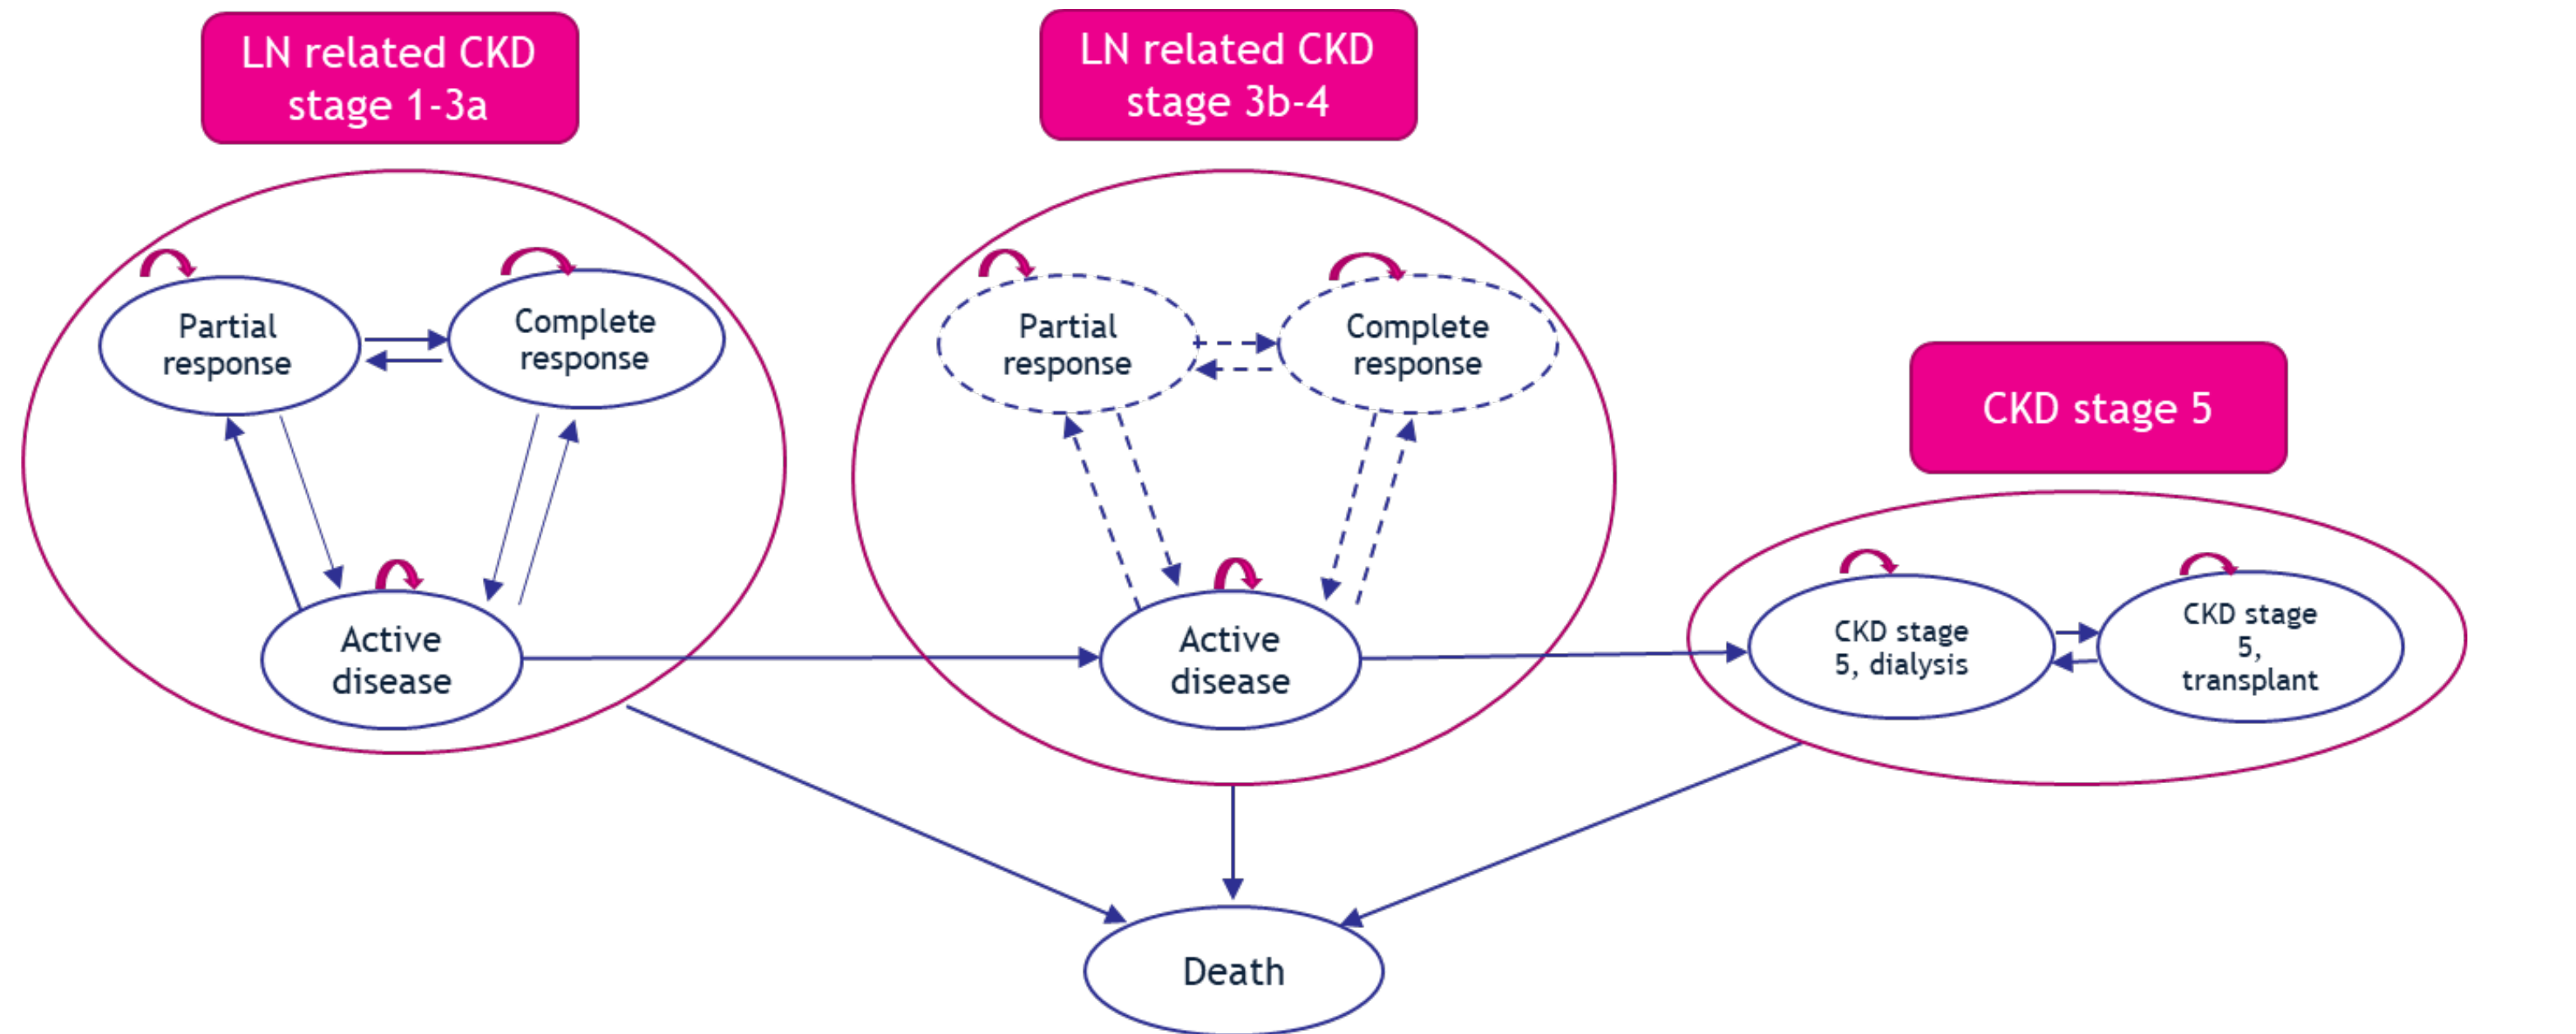 LN related CKD
stage 1-3a
LN related CKD
stage 3b-4
CKD stage 5
Partial
response
Complete
response
Active
disease
Partial
response
Complete
response
Active
disease
CKD stage
5, dialysis
CKD stage
5,
transplant
Death